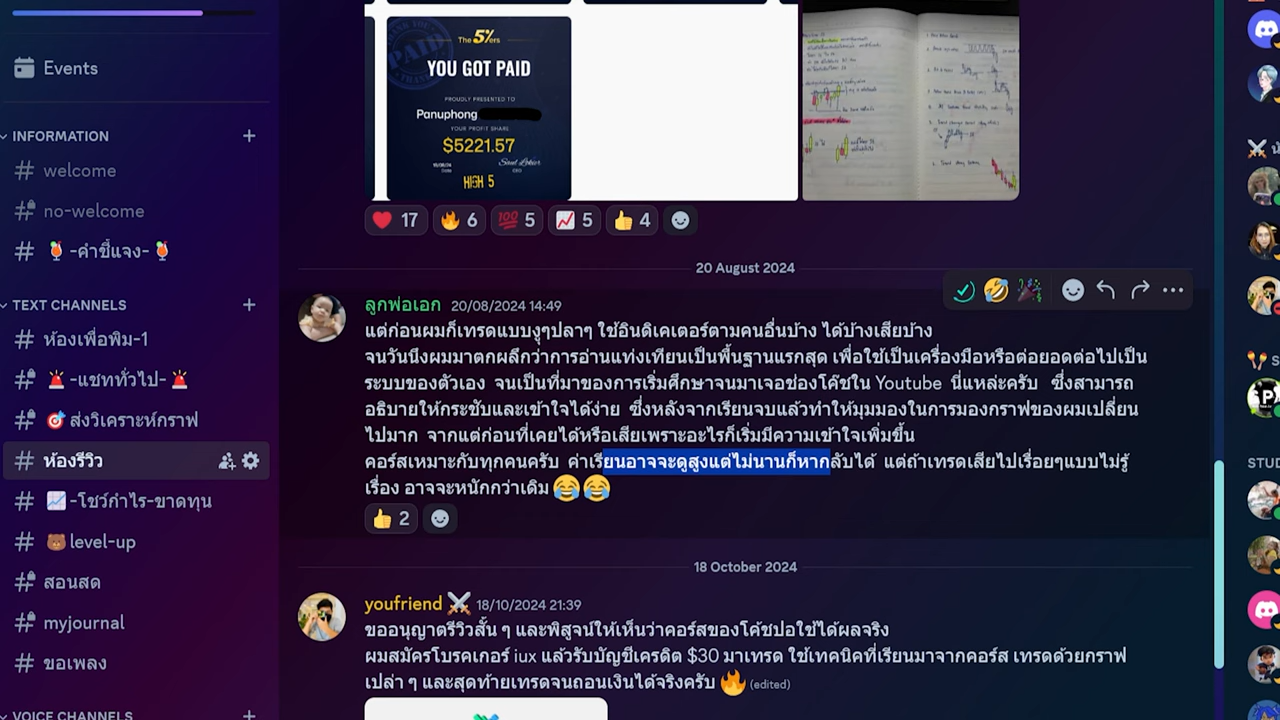 Events
INFORMATION
welcome
no-welcome
-คำชี้แจง-
TEXT CHANNELS
ห้องเพื่อพิม-1
-แชททั่วไป-
ส่งวิเคราะห์กราฟ
ห้องรีวิว
-โชว์กำไร-ขาดทุน
level-up
สอนสด
myjournal
ขอเพลง
VOICE CHANNELS
The 5%ers
YOU GOT PAID
PROUDLY PRESENTED TO
Panuphong
YOUR PROFIT SHARE
$5221.57
HIGH 5
❤️ 17 🔥 6 💯 5 📈 5 👍 4
20 August 2024
ลูกพ่อเอก 20/08/2024 14:49
แต่ก่อนผมก็เทรดแบบงูๆปลาๆ ใช้อินดิเคเตอร์ตามคนอื่นบ้าง ได้บ้างเสียบ้าง
จนวันนึงผมมาตกผลึกว่าการอ่านแท่งเทียนเป็นพื้นฐานแรกสุด เพื่อใช้เป็นเครื่องมือหรือต่อยอดต่อไปเป็น
ระบบของตัวเอง จนเป็นที่มาของการเริ่มศึกษาจนมาเจอช่องโค๊ชใน Youtube นี่แหล่ะครับ ซึ่งสามารถ
อธิบายให้กระชับและเข้าใจได้ง่าย ซึ่งหลังจากเรียนจบแล้วทำให้มุมมองในการมองกราฟของผมเปลี่ยน
ไปมาก จากแต่ก่อนที่เคยได้หรือเสียเพราะอะไรก็เริ่มมีความเข้าใจเพิ่มขึ้น
คอร์สเหมาะกับทุกคนครับ ค่าเรียนอาจจะดูสูงแต่ไม่นานก็หากลับได้ แต่ถ้าเทรดเสียไปเรื่อยๆแบบไม่รู้
เรื่อง อาจจะหนักกว่าเดิม 😂😂
👍 2
18 October 2024
youfriend ⚔️ 18/10/2024 21:39
ขออนุญาตรีวิวสั้น ๆ และพิสูจน์ให้เห็นว่าคอร์สของโค้ชปอใช้ได้ผลจริง
ผมสมัครโบรคเกอร์ iux แล้วรับบัญชีเครดิต $30 มาเทรด ใช้เทคนิคที่เรียนมาจากคอร์ส เทรดด้วยกราฟ
เปล่า ๆ และสุดท้ายเทรดจนถอนเงินได้จริงครับ 🔥 (edited)